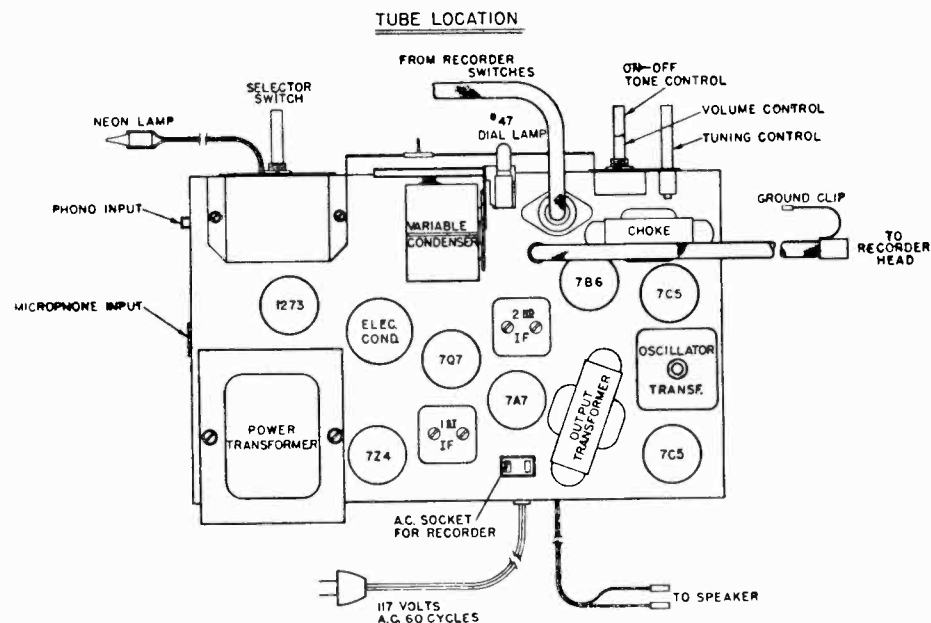 TUBE LOCATION
FROM RECORDER
SWITCHES
ON-OFF
TONE CONTROL
SELECTOR
SWITCH
NEON LAMP
#47
DIAL LAMP
VOLUME CONTROL
TUNING CONTROL
GROUND CLIP
PHONO INPUT
VARIABLE
CONDENSER
CHOKE
TO
RECORDER
HEAD
MICROPHONE INPUT
1273
7B6
7C5
ELEC.
COND.
2ND
IF
7Q7
OSCILLATOR
TRANSF.
7A7
OUTPUT
TRANSFORMER
POWER
TRANSFORMER
1ST
IF
7Z4
7C5
A.C. SOCKET
FOR RECORDER
117 VOLTS
A.C. 60 CYCLES
TO SPEAKER